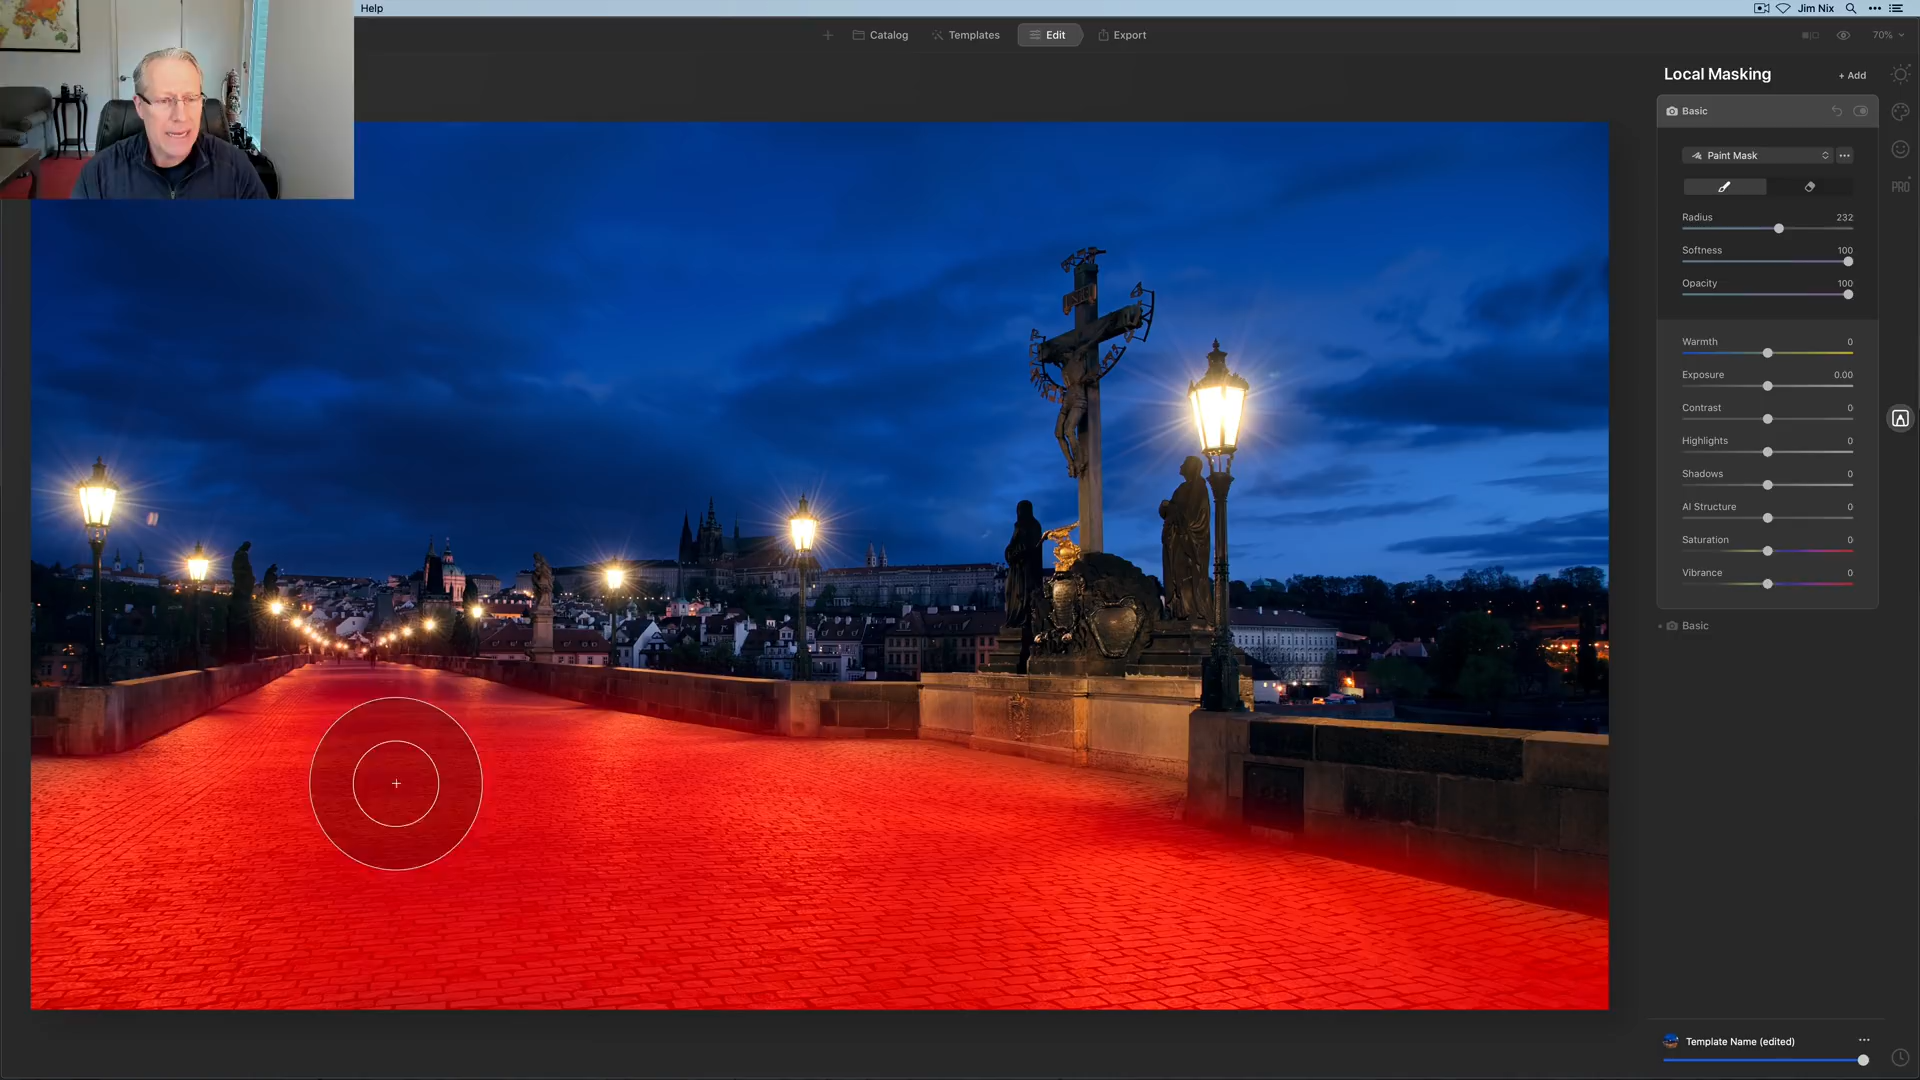 Help
Jim Nix
Catalog
Templates
Edit
Export
70%
Local Masking
+ Add
Basic
Paint Mask
PRO
Radius 232
Softness 100
Opacity 100
Warmth 0
Exposure 0.00
Contrast 0
Highlights 0
Shadows 0
AI Structure 0
Saturation 0
Vibrance 0
Basic
Template Name (edited)